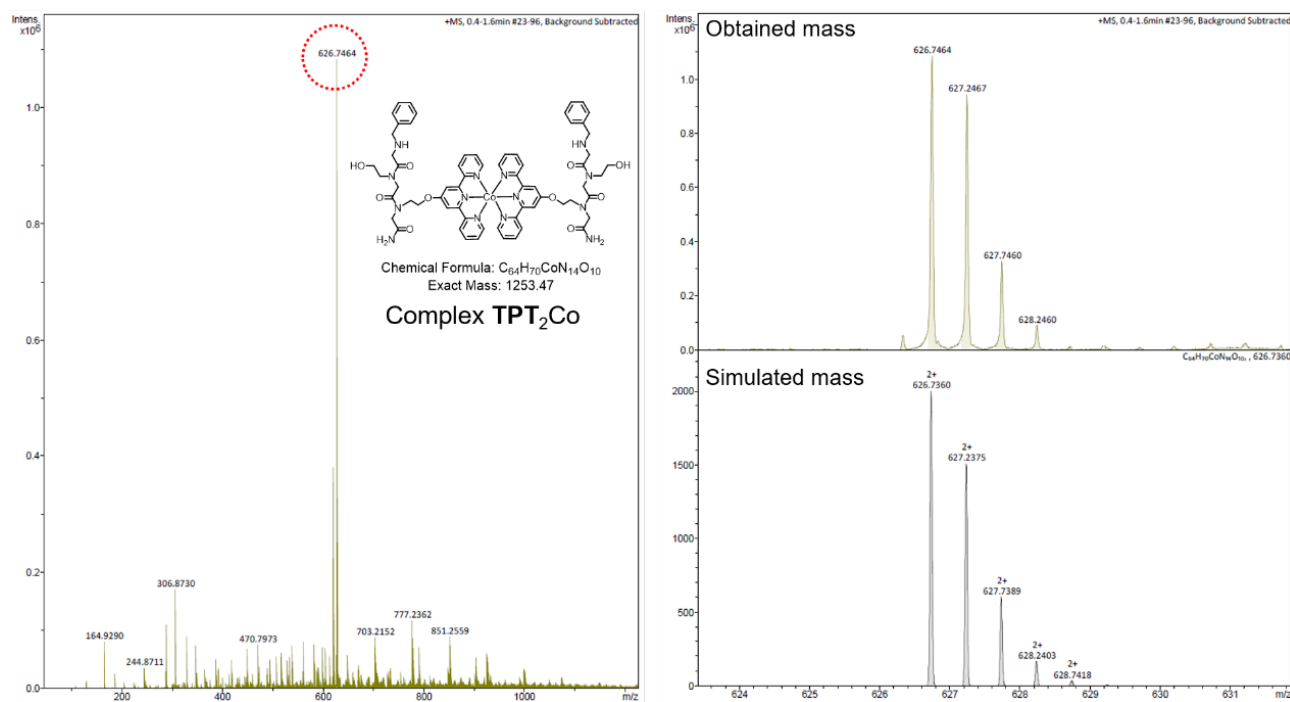 Intens.
x10⁶
+MS, 0.4-1.6min #23-96, Background Subtracted
626.7464
1.0
0.8
0.6
0.4
0.2
0.0
HO
NH
O
N
O
N
O
H₂N
O
N
N
N
Co
N
N
N
O
NH
O
N
OH
O
N
O
NH₂
Chemical Formula: C₆₄H₇₀CoN₁₄O₁₀
Exact Mass: 1253.47
Complex TPT₂Co
164.9290
244.8711
306.8730
470.7973
703.2152
777.2362
851.2559
200
400
600
800
1000
m/z
Intens.
x10⁶
+MS, 0.4-1.6min #23-96, Background Subtracted
Obtained mass
626.7464
627.2467
627.7460
628.2460
1.0
0.8
0.6
0.4
0.2
0.0
C₆₄H₇₀CoN₁₄O₁₀, , 626.7360
Simulated mass
2+
626.7360
2+
627.2375
2+
627.7389
2+
628.2403
2+
628.7418
2000
1500
1000
500
0
624
625
626
627
628
629
630
631
m/z